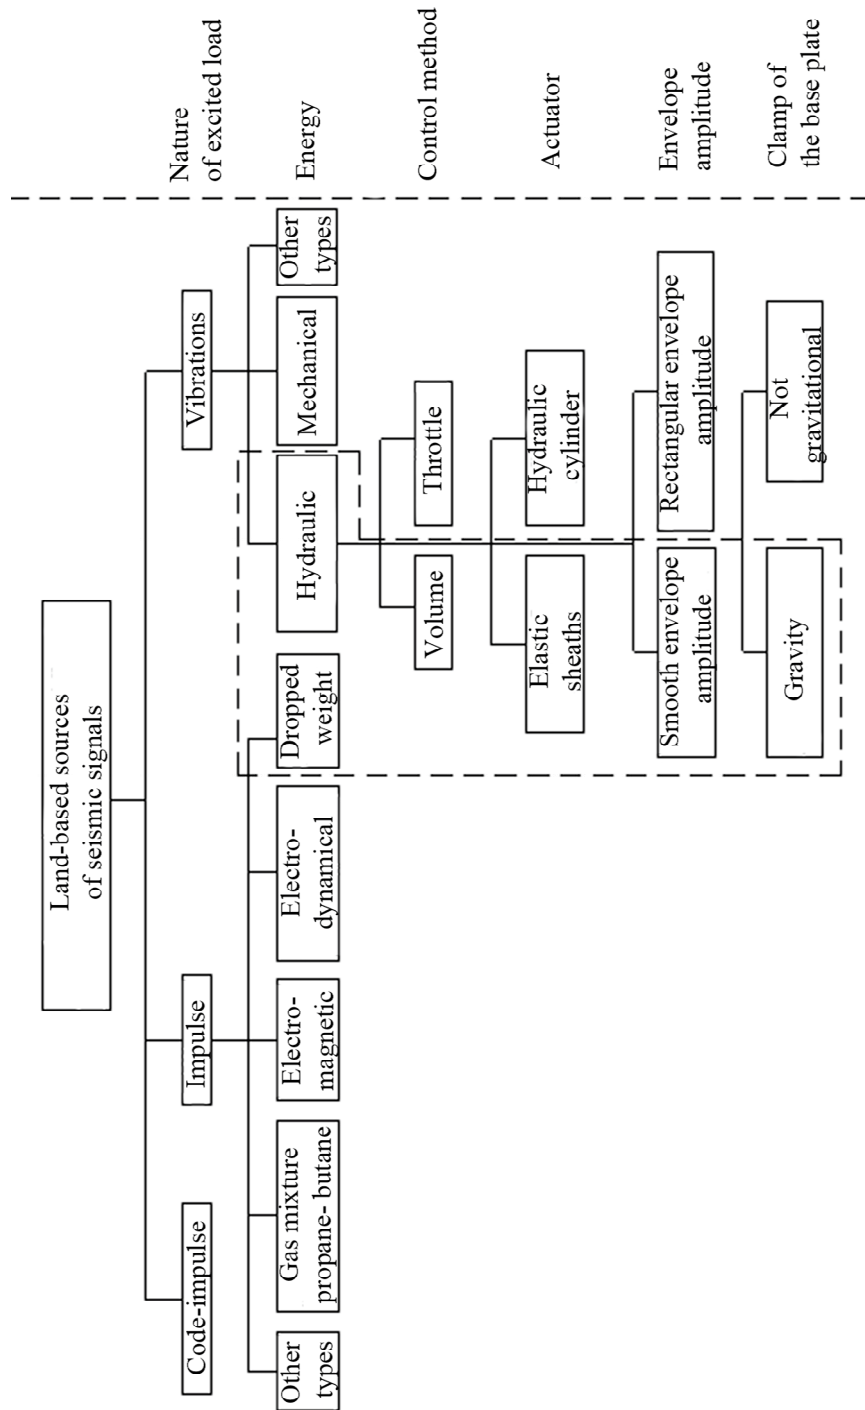 Land-based sources
of seismic signals
Code-impulse
Impulse
Vibrations
Nature
of excited load
Other
types
Gas mixture
propane- butane
Electro-
magnetic
Electro-
dynamical
Dropped
weight
Hydraulic
Mechanical
Other
types
Energy
Volume
Throttle
Control method
Elastic
sheaths
Hydraulic
cylinder
Actuator
Smooth envelope
amplitude
Rectangular envelope
amplitude
Envelope
amplitude
Gravity
Not
gravitational
Clamp of
the base plate